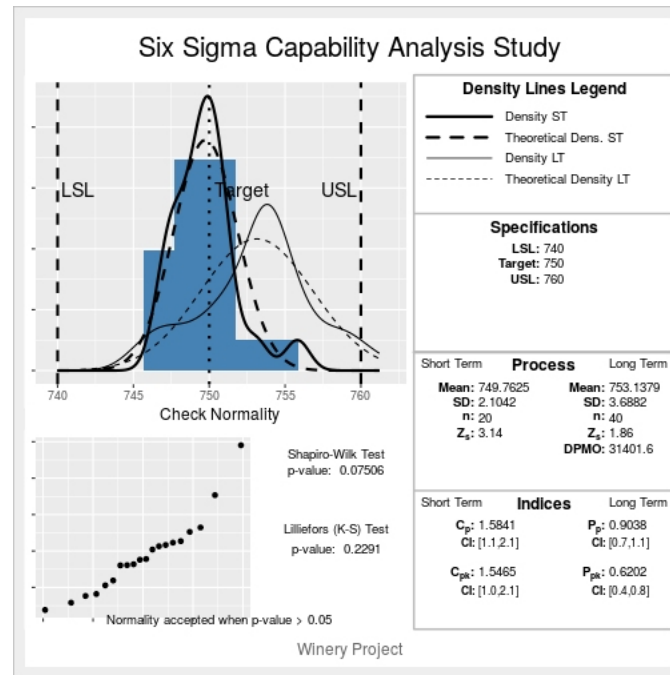 Six Sigma Capability Analysis Study
LSL
Target
USL
740
745
750
755
760
Density Lines Legend
Density ST
Theoretical Dens. ST
Density LT
Theoretical Density LT
Specifications
LSL: 740
Target: 750
USL: 760
Short Term Process Long Term
Mean: 749.7625 Mean: 753.1379
SD: 2.1042 SD: 3.6882
n: 20 n: 40
Zs: 3.14 Zs: 1.86
DPMO: 31401.6
Check Normality
Shapiro-Wilk Test
p-value: 0.07506
Lilliefors (K-S) Test
p-value: 0.2291
Normality accepted when p-value > 0.05
Short Term Indices Long Term
Cp: 1.5841 Pp: 0.9038
CI: [1.1,2.1] CI: [0.7,1.1]
Cpk: 1.5465 Ppk: 0.6202
CI: [1.0,2.1] CI: [0.4,0.8]
Winery Project